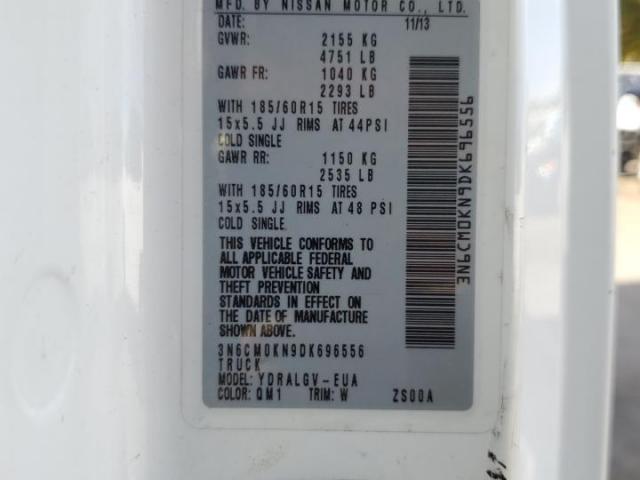 MFD. BY NISSAN MOTOR CO., LTD.
DATE: 11/13
GVWR: 2155 KG
4751 LB
GAWR FR: 1040 KG
2293 LB
WITH 185/60R15 TIRES
15x5.5 JJ RIMS AT 44PSI
COLD SINGLE
GAWR RR: 1150 KG
2535 LB
WITH 185/60R15 TIRES
15x5.5 JJ RIMS AT 48 PSI
COLD SINGLE
THIS VEHICLE CONFORMS TO
ALL APPLICABLE FEDERAL
MOTOR VEHICLE SAFETY AND
THEFT PREVENTION
STANDARDS IN EFFECT ON
THE DATE OF MANUFACTURE
SHOWN ABOVE.
3N6CM0KN9DK696556
TRUCK
MODEL: YDRALGV-EUA
COLOR: QM1 TRIM: W ZS00A
3N6CM0KN9DK696556